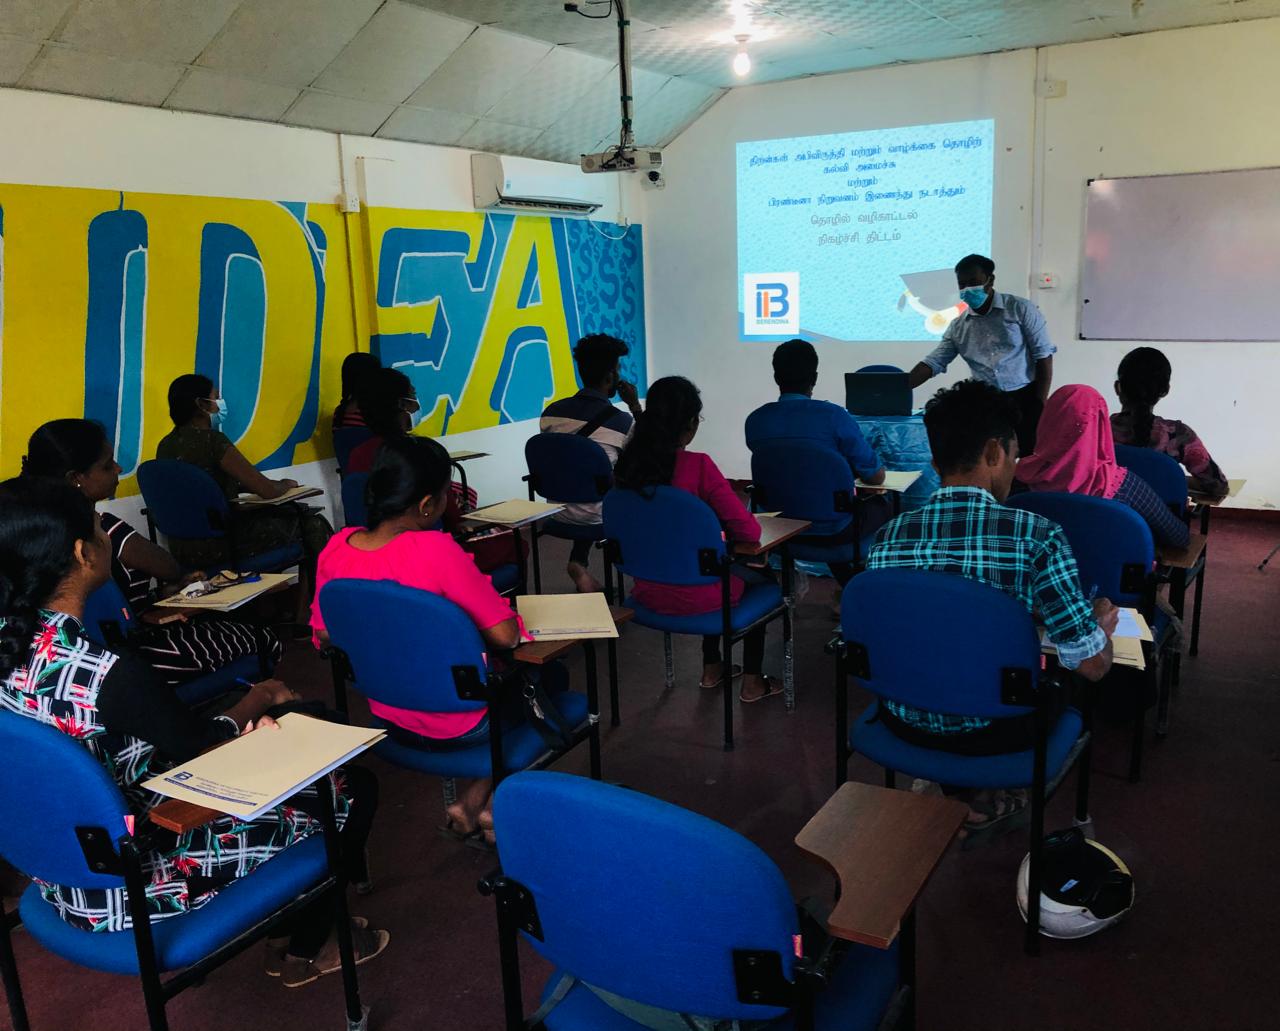 IDEA
திறன்கள் அபிவிருத்தி மற்றும் வாழ்க்கை தொழிற்
கல்வி அமைச்சு
மற்றும்
பிரண்டினா நிறுவனம் இணைந்து நடாத்தும்
தொழில் வழிகாட்டல்
நிகழ்ச்சி திட்டம்
BERENDINA